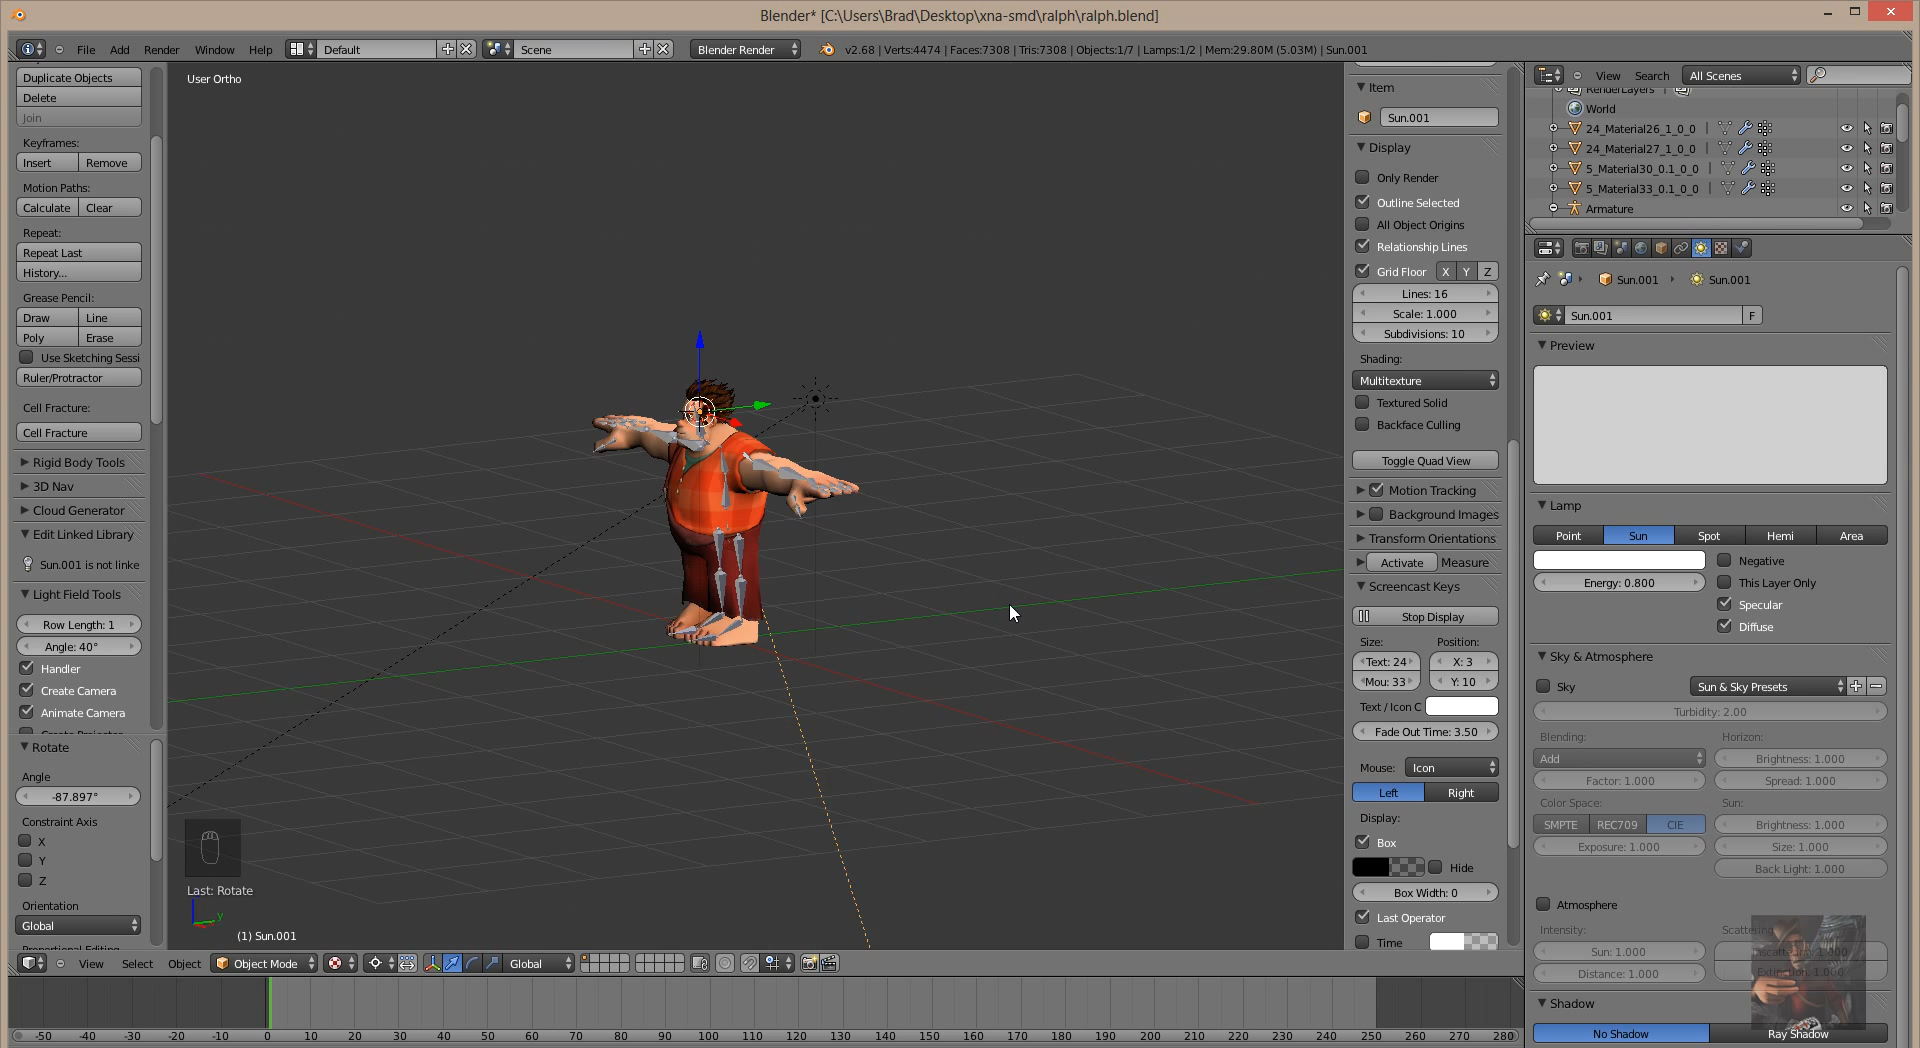 Blender* [C:\Users\Brad\Desktop\xna-smd\ralph\ralph.blend]
File Add Render Window Help Default Scene Blender Render v2.68 | Verts:4474 | Faces:7308 | Tris:7308 | Objects:1/7 | Lamps:1/2 | Mem:29.80M (5.03M) | Sun.001
Duplicate Objects
Delete
Join
Keyframes:
Insert Remove
Motion Paths:
Calculate Clear
Repeat:
Repeat Last
History...
Grease Pencil:
Draw Line
Poly Erase
Use Sketching Sessi
Ruler/Protractor
Cell Fracture:
Cell Fracture
Rigid Body Tools
3D Nav
Cloud Generator
Edit Linked Library
Sun.001 is not linke
Light Field Tools
Row Length: 1
Angle: 40°
Handler
Create Camera
Animate Camera
Rotate
Angle
-87.897°
Constraint Axis
X
Y
Z
Orientation
Global
User Ortho
Last: Rotate
y
(1) Sun.001
Item
Sun.001
Display
Only Render
Outline Selected
All Object Origins
Relationship Lines
Grid Floor X Y Z
Lines: 16
Scale: 1.000
Subdivisions: 10
Shading:
Multitexture
Textured Solid
Backface Culling
Toggle Quad View
Motion Tracking
Background Images
Transform Orientations
Activate Measure
Screencast Keys
Stop Display
Size: Position:
Text: 24 X: 3
Mou: 33 Y: 10
Text / Icon C
Fade Out Time: 3.50
Mouse: Icon
Left Right
Display:
Box
Hide
Box Width: 0
Last Operator
Time
View Search All Scenes
RenderLayers |
World
24_Material26_1_0_0 |
24_Material27_1_0_0 |
5_Material30_0.1_0_0 |
5_Material33_0.1_0_0 |
Armature
Sun.001 Sun.001
Sun.001 F
Preview
Lamp
Point Sun Spot Hemi Area
Negative
Energy: 0.800 This Layer Only
Specular
Diffuse
Sky & Atmosphere
Sky Sun & Sky Presets
Turbidity: 2.00
Blending: Horizon:
Add Brightness: 1.000
Factor: 1.000 Spread: 1.000
Color Space: Sun:
SMPTE REC709 CIE Brightness: 1.000
Exposure: 1.000 Size: 1.000
Back Light: 1.000
Atmosphere
Intensity:
Sun: 1.000
Distance: 1.000 Extinction: 1.000
Shadow
No Shadow Ray Shadow
View Select Object Object Mode Global
-50 -40 -30 -20 -10 0 10 20 30 40 50 60 70 80 90 100 110 120 130 140 150 160 170 180 190 200 210 220 230 240 250 260 270 280